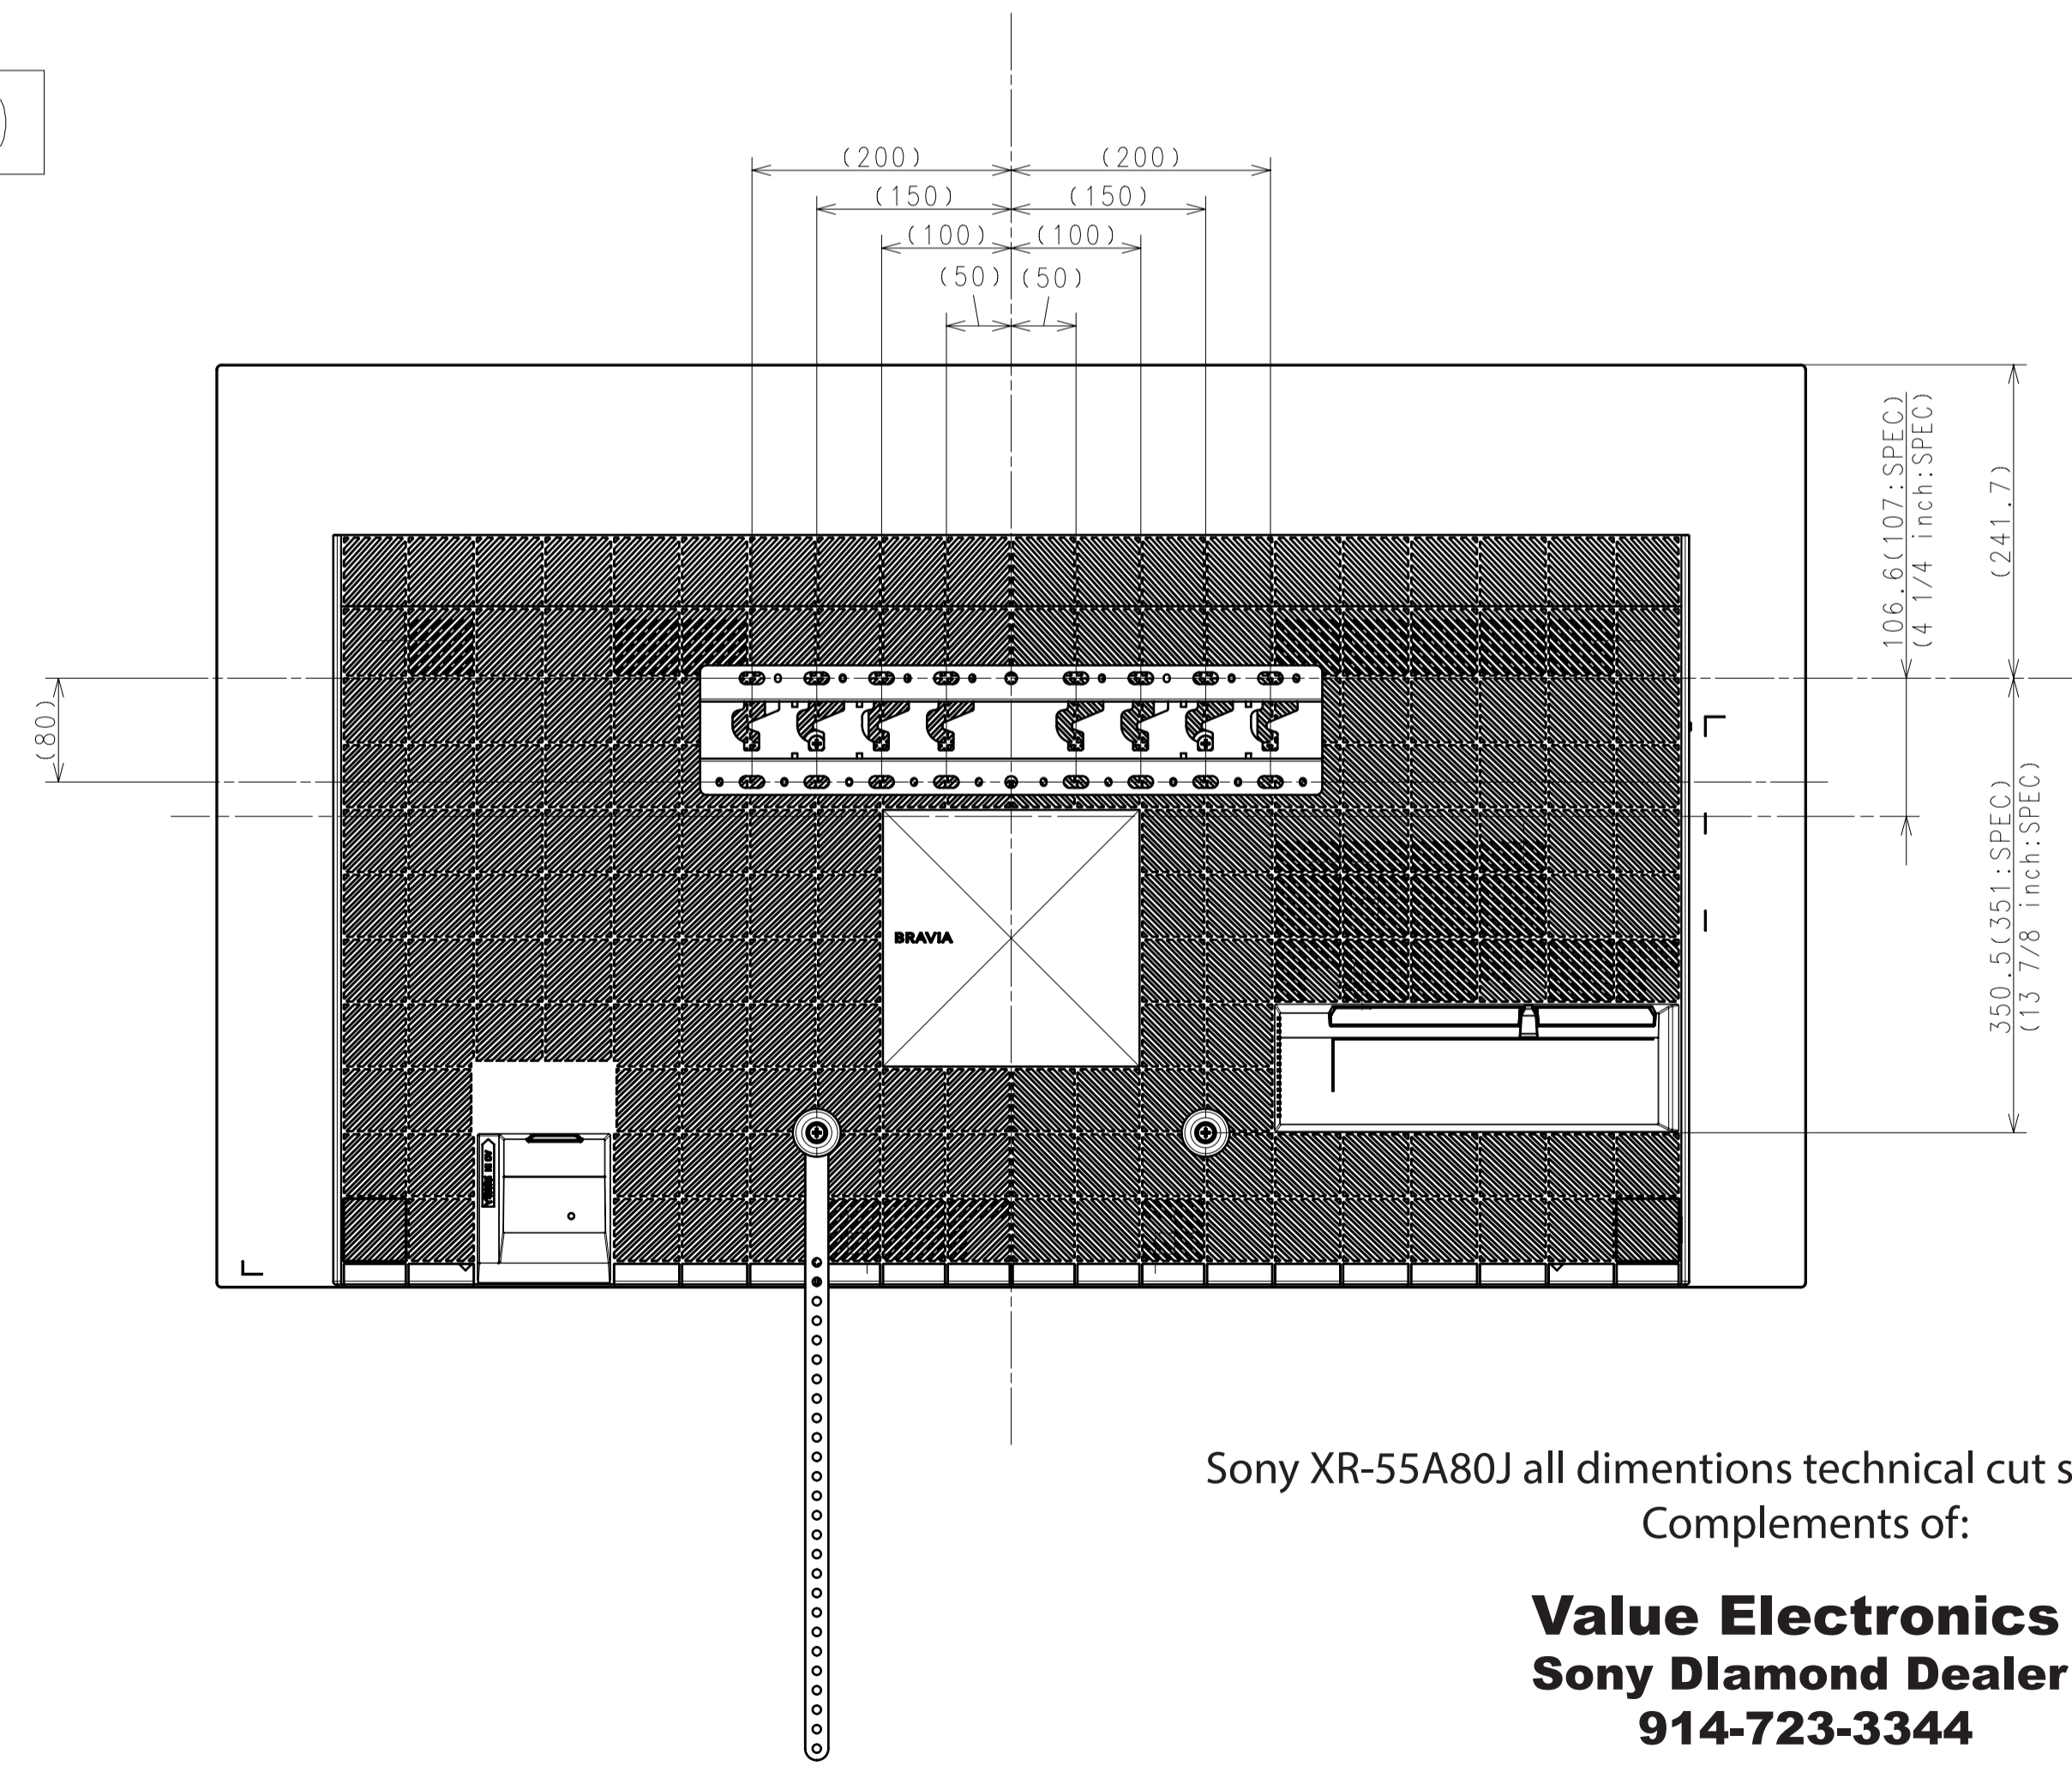 (200) (200)
(150) (150)
(100) (100)
(50) (50)
106.6(107:SPEC)
(4 1/4 inch:SPEC)
(241.7)
(80)
350.5(351:SPEC)
(13 7/8 inch:SPEC)
BRAVIA
Sony XR-55A80J all dimentions technical cut s
Complements of:
Value Electronics
Sony DIamond Dealer
914-723-3344